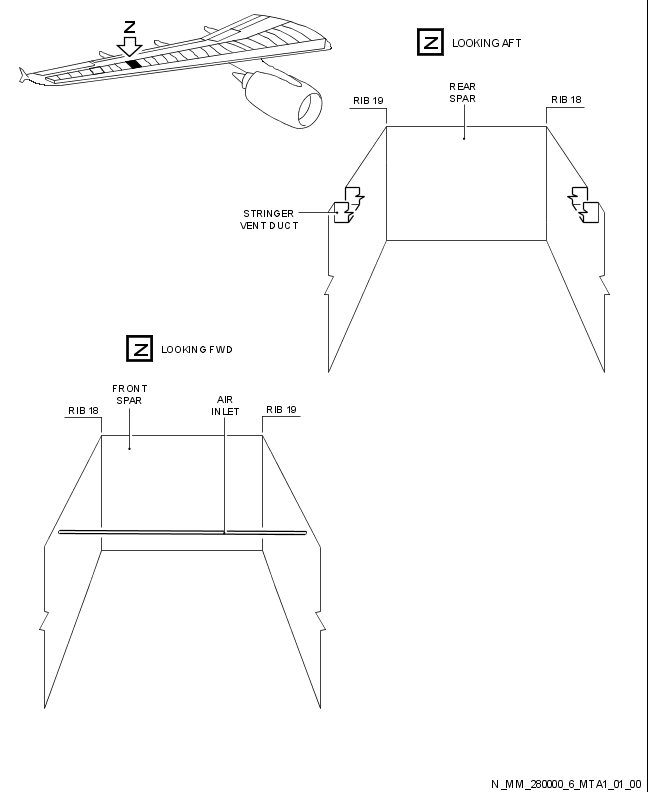 Z
Z LOOKING AFT
REAR
SPAR
RIB 19
RIB 18
STRINGER
VENT DUCT
Z LOOKING FWD
FRONT
SPAR
AIR
INLET
RIB 18
RIB 19
N_MM_280000_6_MTA1_01_00